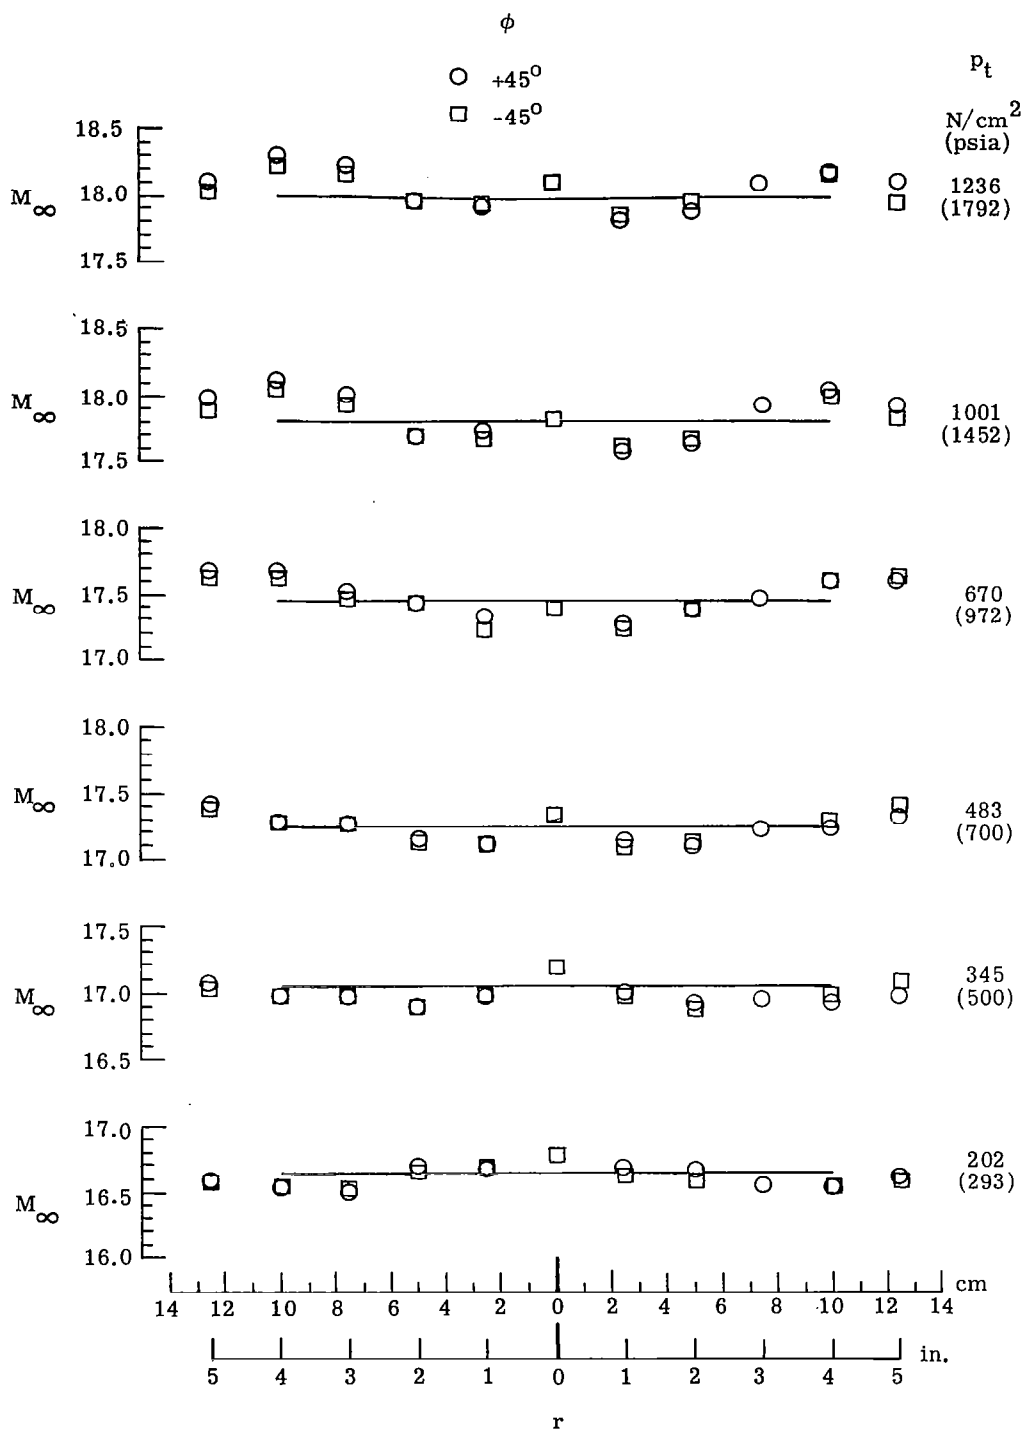 φ
+45°
-45°
p_t
N/cm²
(psia)
18.5
M∞ 18.0
17.5
1236
(1792)
18.5
M∞ 18.0
17.5
1001
(1452)
18.0
M∞ 17.5
17.0
670
(972)
18.0
M∞ 17.5
17.0
483
(700)
17.5
M∞ 17.0
16.5
345
(500)
17.0
M∞ 16.5
16.0
202
(293)
14 12 10 8 6 4 2 0 2 4 6 8 10 12 14 cm
5 4 3 2 1 0 1 2 3 4 5 in.
r